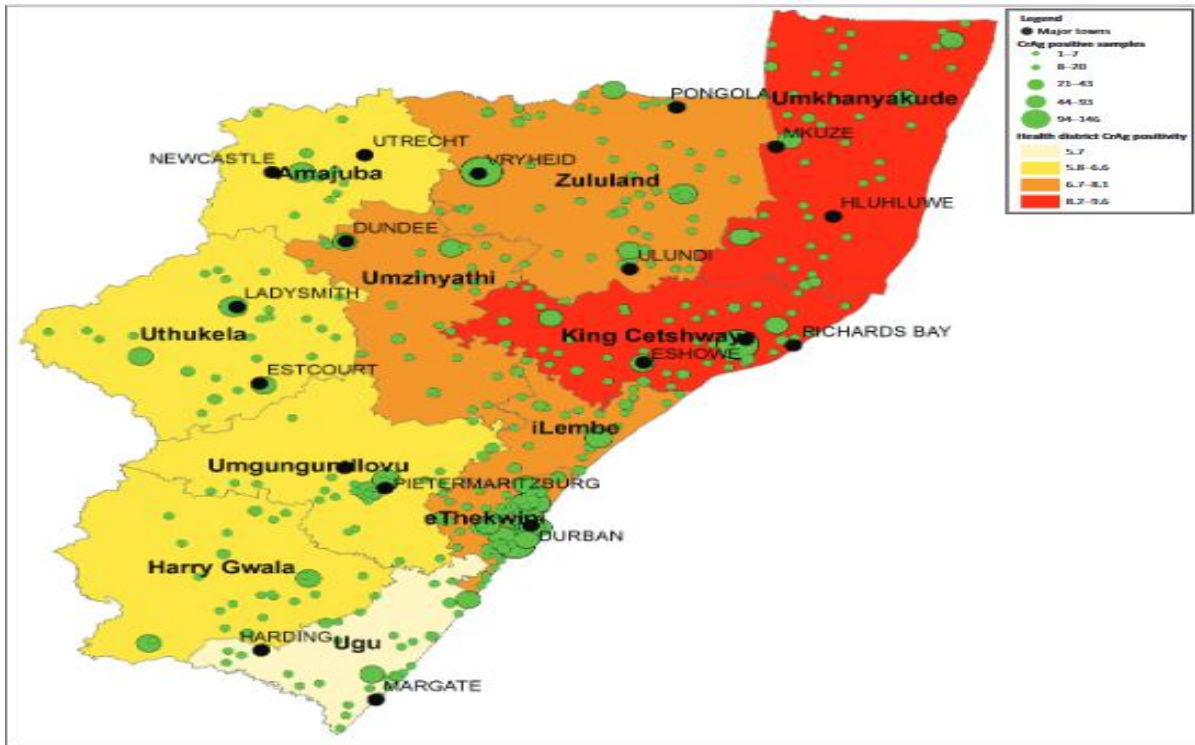 Legend
Major towns
CrAg positive samples
1–7
8–20
21–43
44–93
94–146
Health district CrAg positivity
5.7
5.8–6.6
6.7–8.1
8.2–9.6
PONGOLA
Umkhanyakude
UTRECHT
MKUZE
NEWCASTLE
Amajuba
VRYHEID
Zululand
HLUHLUWE
DUNDEE
ULUNDI
Umzinyathi
LADYSMITH
Uthukela
King Cetshway
RICHARDS BAY
ESHOWE
ESTCOURT
iLembe
PIETERMARITZBURG
DURBAN
Harry Gwala
HARDING
Ugu
MARGATE